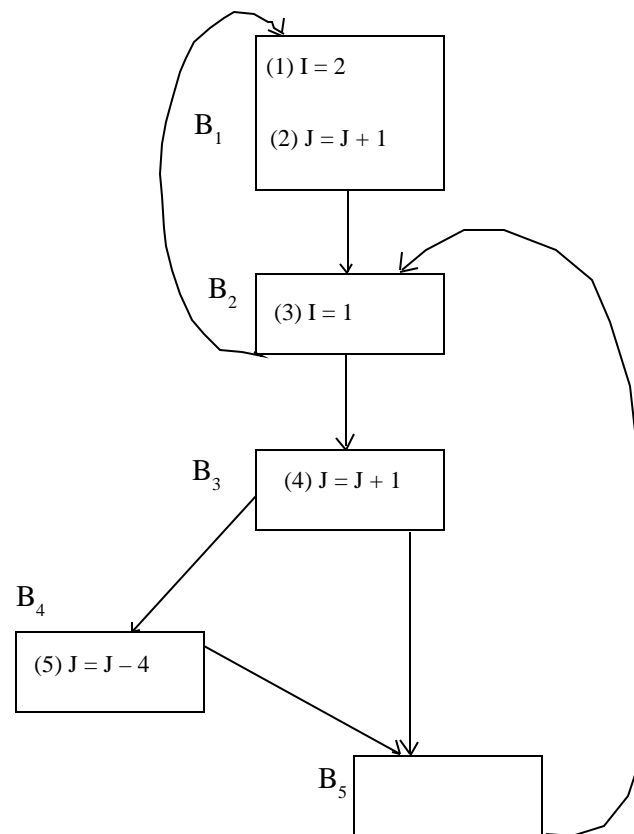 (1) I = 2
B1
(2) J = J + 1
B2
(3) I = 1
B3
(4) J = J + 1
B4
(5) J = J – 4
B5